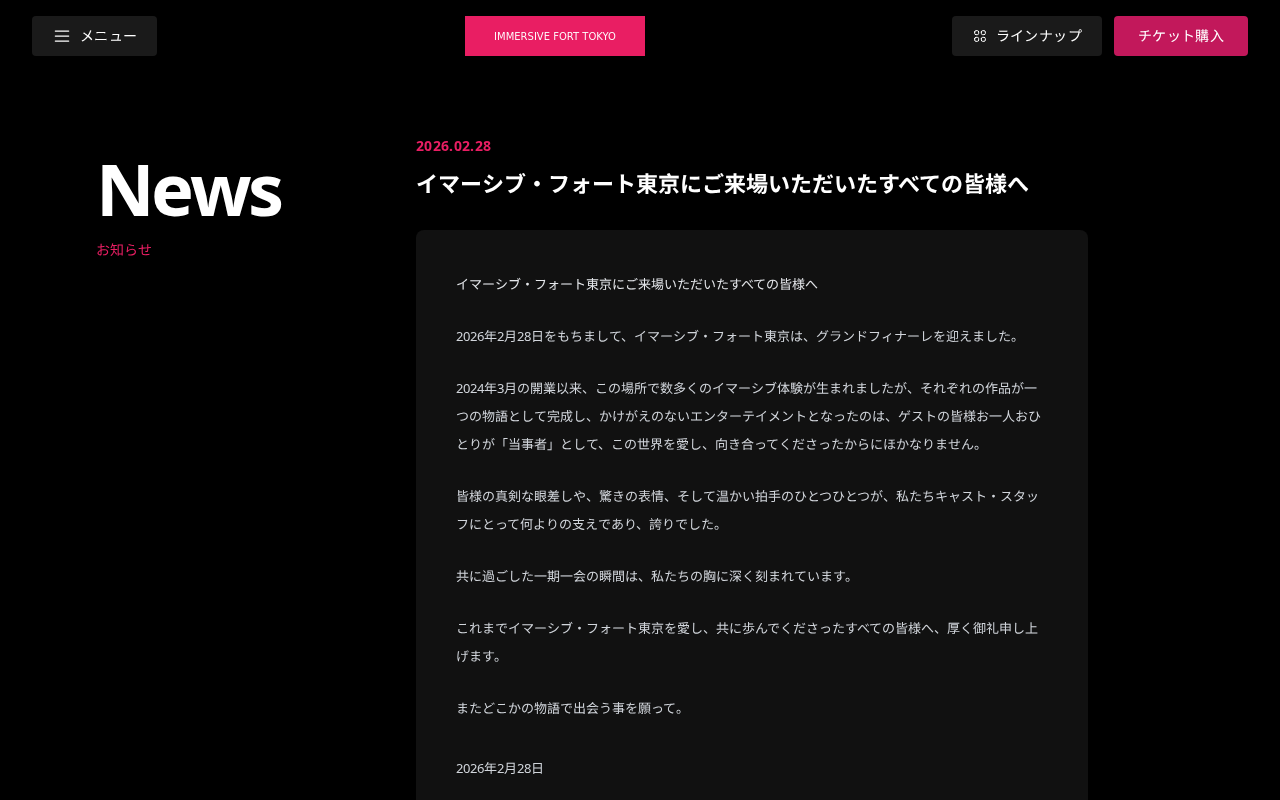 メニュー
IMMERSIVE FORT TOKYO
ラインナップ
チケット購入
News
お知らせ
2026.02.28
イマーシブ・フォート東京にご来場いただいたすべての皆様へ
イマーシブ・フォート東京にご来場いただいたすべての皆様へ
2026年2月28日をもちまして、イマーシブ・フォート東京は、グランドフィナーレを迎えました。
2024年3月の開業以来、この場所で数多くのイマーシブ体験が生まれましたが、それぞれの作品が一
つの物語として完成し、かけがえのないエンターテイメントとなったのは、ゲストの皆様お一人おひ
とりが「当事者」として、この世界を愛し、向き合ってくださったからにほかなりません。
皆様の真剣な眼差しや、驚きの表情、そして温かい拍手のひとつひとつが、私たちキャスト・スタッ
フにとって何よりの支えであり、誇りでした。
共に過ごした一期一会の瞬間は、私たちの胸に深く刻まれています。
これまでイマーシブ・フォート東京を愛し、共に歩んでくださったすべての皆様へ、厚く御礼申し上
げます。
またどこかの物語で出会う事を願って。
2026年2月28日